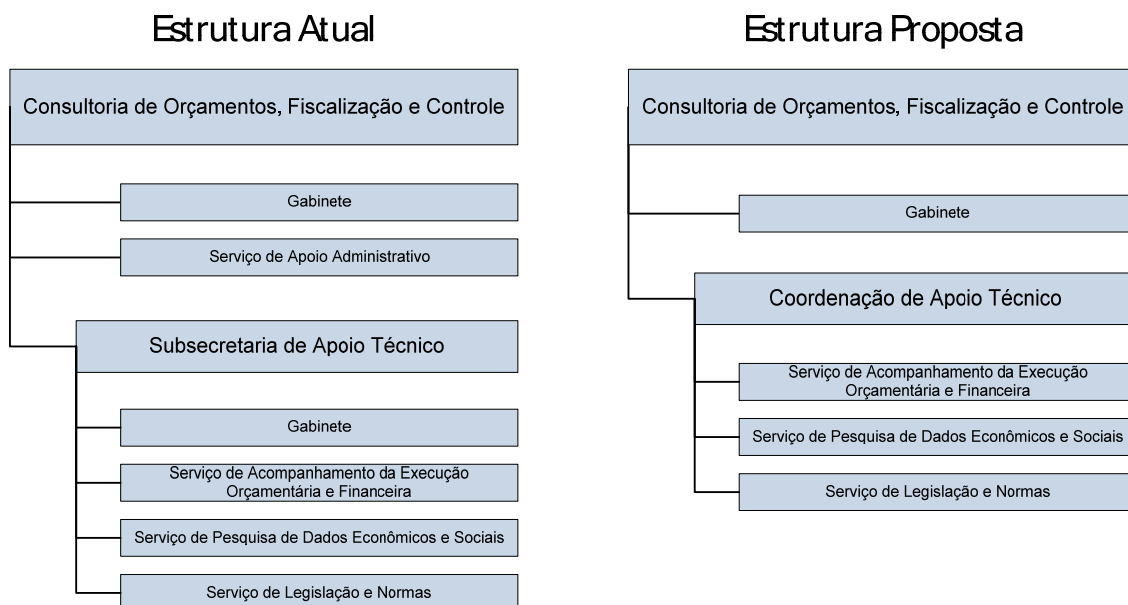 Estrutura Atual
Consultoria de Orçamentos, Fiscalização e Controle
Gabinete
Serviço de Apoio Administrativo
Subsecretaria de Apoio Técnico
Gabinete
Serviço de Acompanhamento da Execução
Orçamentária e Financeira
Serviço de Pesquisa de Dados Econômicos e Sociais
Serviço de Legislação e Normas
Estrutura Proposta
Consultoria de Orçamentos, Fiscalização e Controle
Gabinete
Coordenação de Apoio Técnico
Serviço de Acompanhamento da Execução
Orçamentária e Financeira
Serviço de Pesquisa de Dados Econômicos e Sociais
Serviço de Legislação e Normas